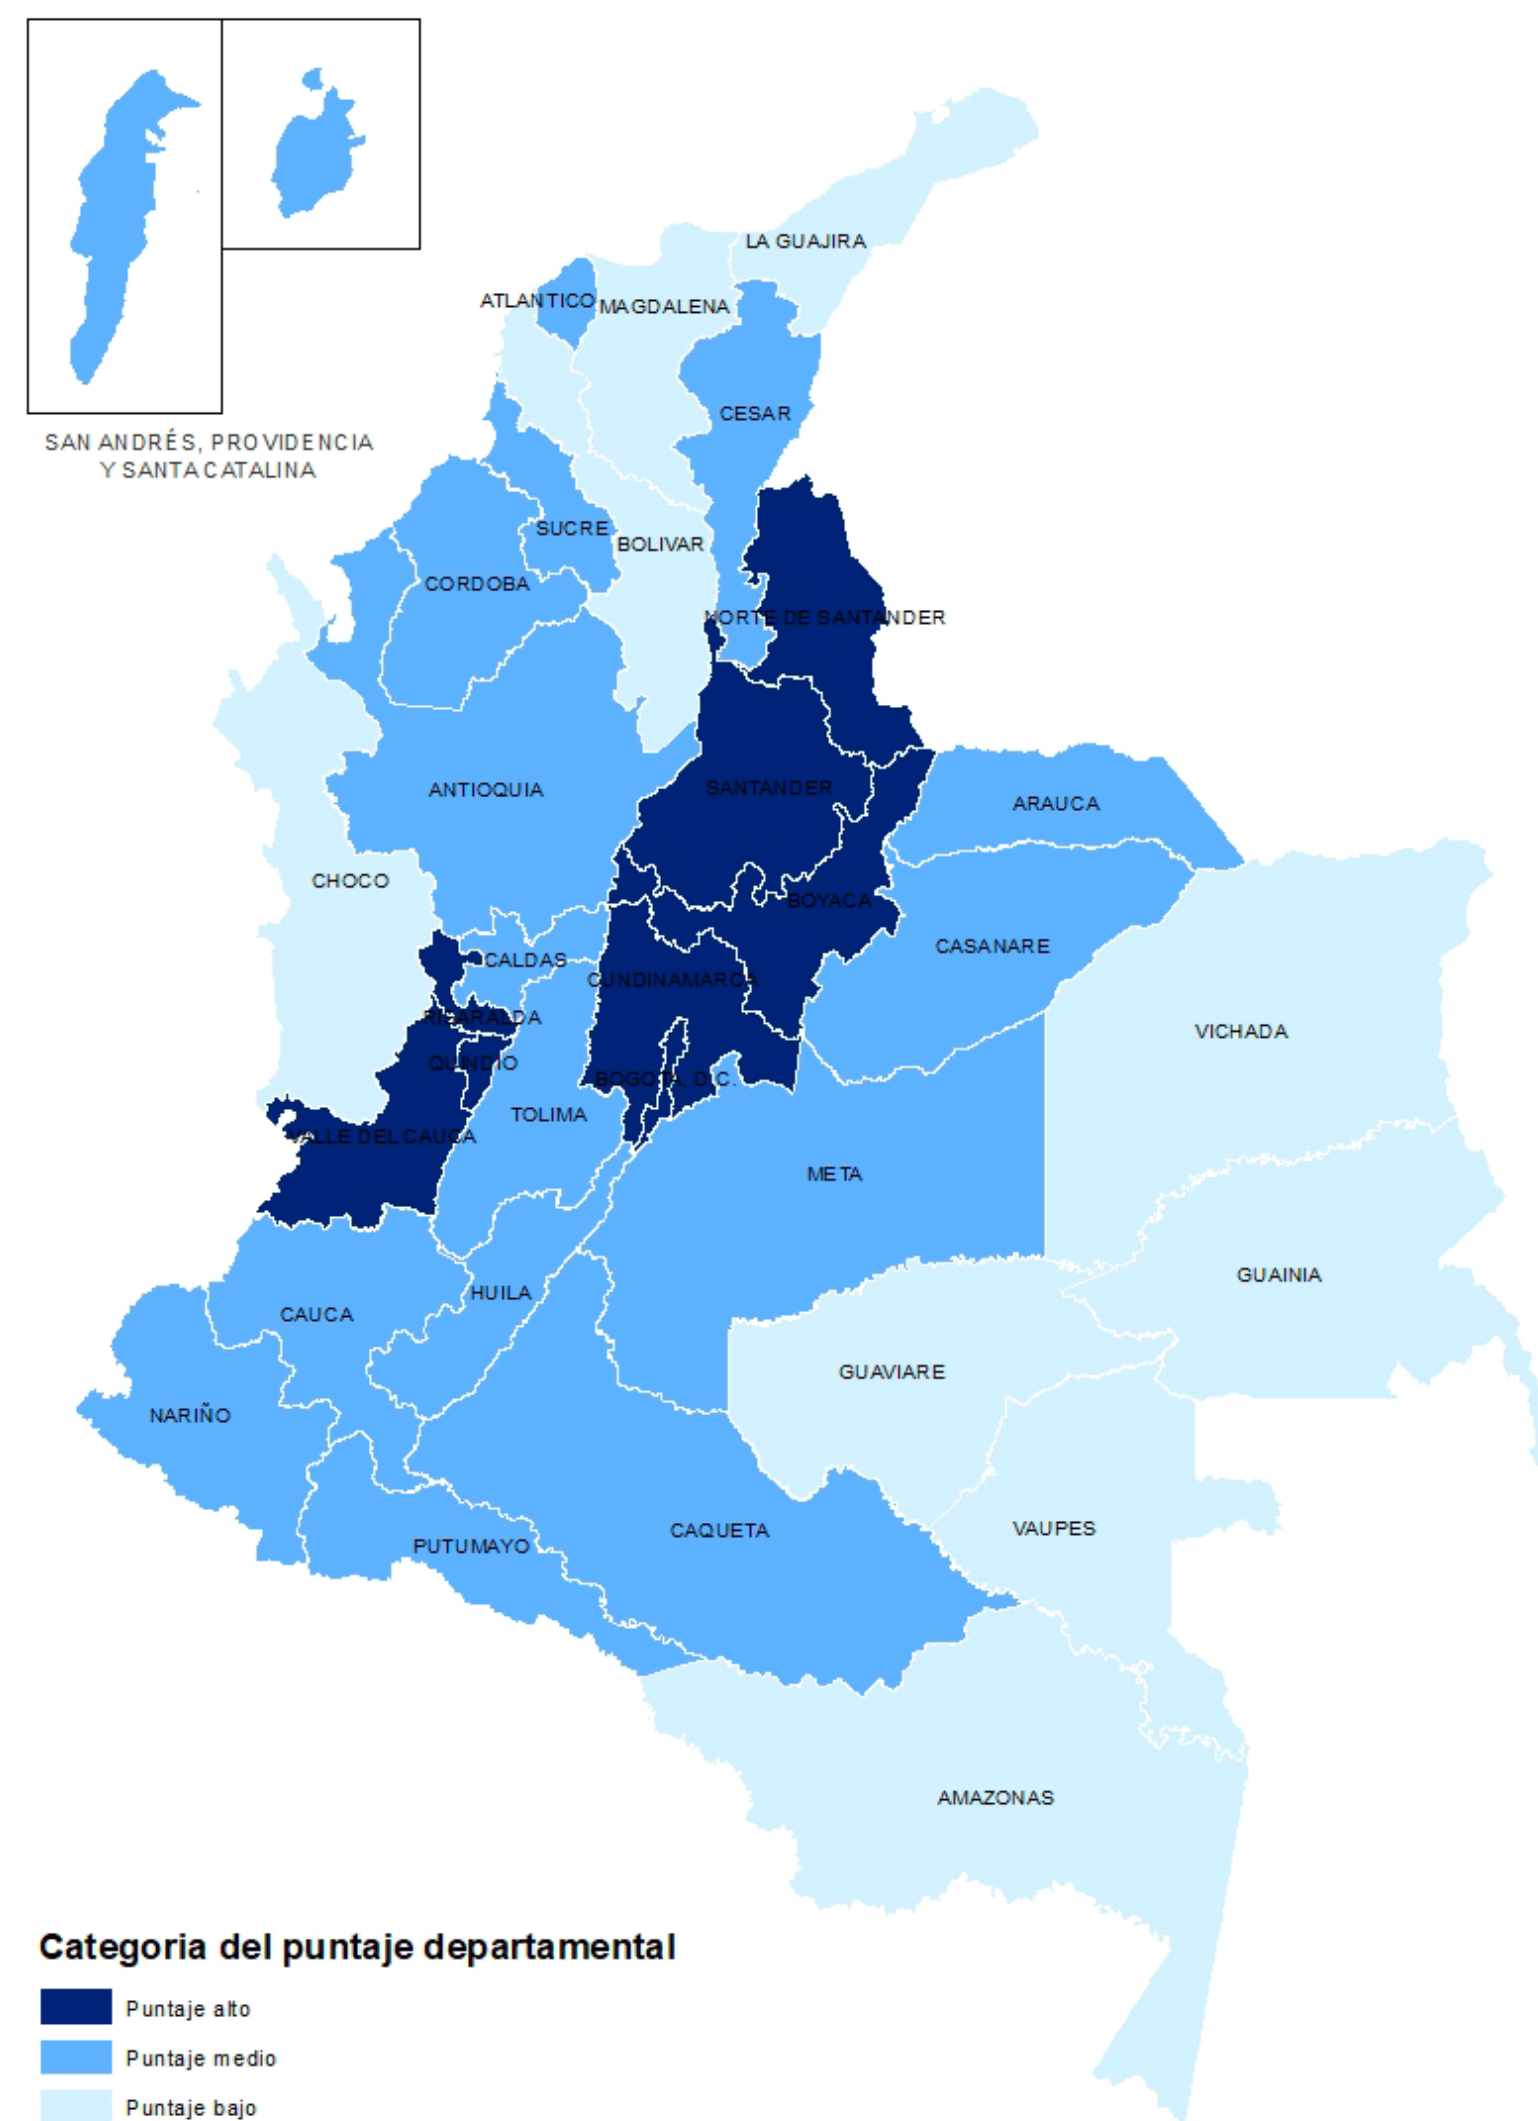 LA GUAJIRA
ATLANTICO
MAGDALENA
CESAR
SAN ANDRÉS, PROVIDENCIA
Y SANTA CATALINA
SUCRE
BOLIVAR
CORDOBA
NORTE DE SANTANDER
ANTIOQUIA
SANTANDER
ARAUCA
CHOCO
BOYACA
CASANARE
CALDAS
CUNDINAMARCA
RISARALDA
VICHADA
QUINDIO
BOGOTA, D.C.
TOLIMA
VALLE DEL CAUCA
META
GUAINIA
HUILA
CAUCA
GUAVIARE
NARIÑO
CAQUETA
VAUPES
PUTUMAYO
AMAZONAS
Categoria del puntaje departamental
Puntaje alto
Puntaje medio
Puntaje bajo